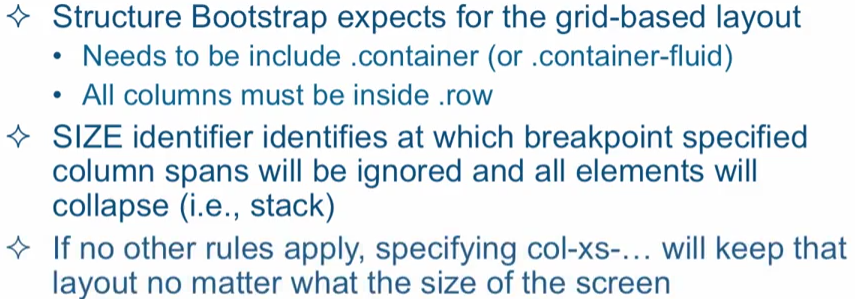 ✧ Structure Bootstrap expects for the grid-based layout
• Needs to be include .container (or .container-fluid)
• All columns must be inside .row
✧ SIZE identifier identifies at which breakpoint specified
column spans will be ignored and all elements will
collapse (i.e., stack)
✧ If no other rules apply, specifying col-xs-... will keep that
layout no matter what the size of the screen